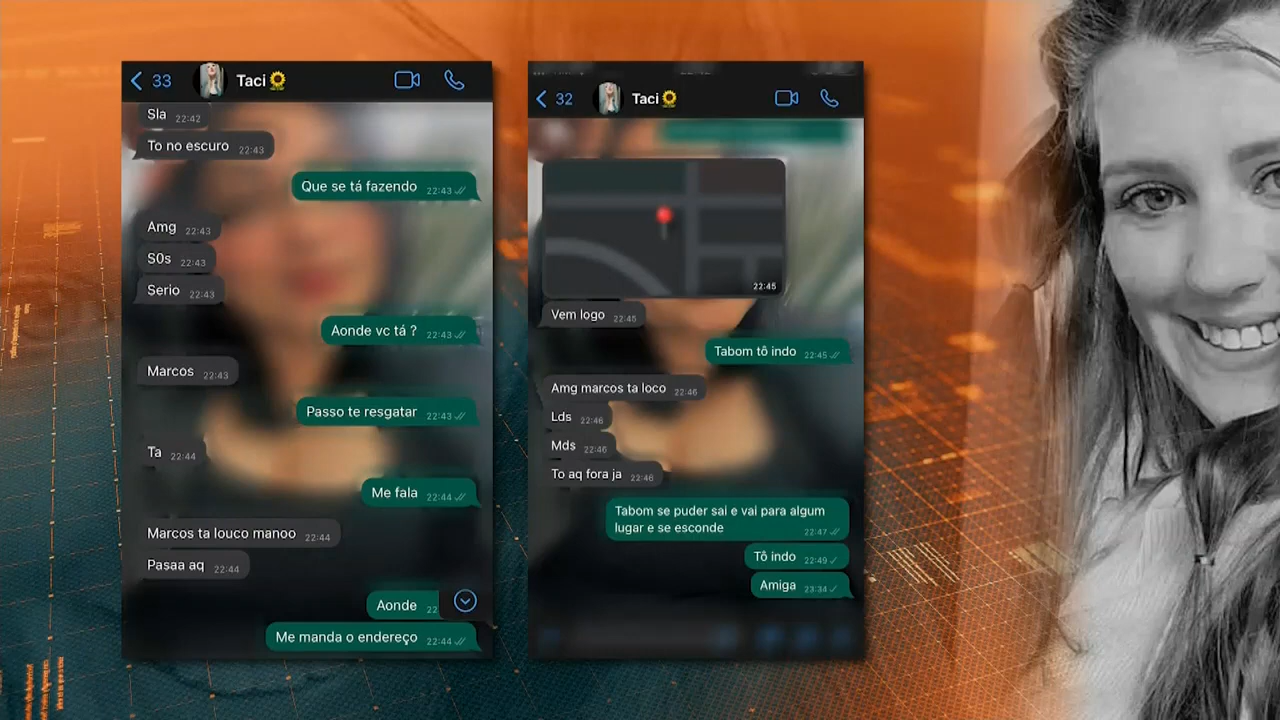 33
Taci🌻
Sla 22:42
To no escuro 22:43
Que se tá fazendo 22:43
Amg 22:43
S0s 22:43
Serio 22:43
Aonde vc tá ? 22:43
Marcos 22:43
Passo te resgatar 22:43
Ta 22:44
Me fala 22:44
Marcos ta louco manoo 22:44
Pasaa aq 22:44
Aonde 22
Me manda o endereço 22:44
32
Taci🌻
22:45
Vem logo 22:45
Tabom tô indo 22:45
Amg marcos ta loco 22:46
Lds 22:46
Mds 22:46
To aq fora ja 22:46
Tabom se puder sai e vai para algum
lugar e se esconde
22:47
Tô indo 22:49
Amiga 23:34